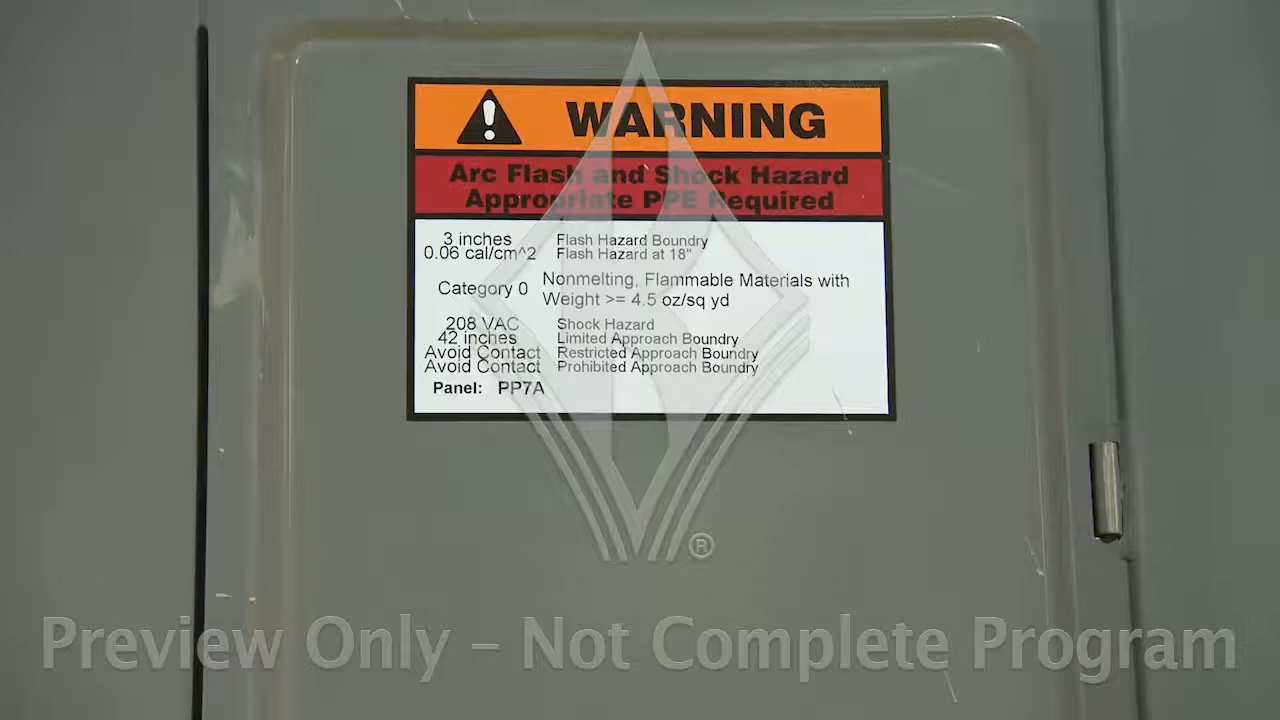 WARNING
Arc Flash and Shock Hazard
Appropriate PPE Required
3 inches Flash Hazard Boundry
0.06 cal/cm^2 Flash Hazard at 18"
Category 0 Nonmelting, Flammable Materials with
Weight >= 4.5 oz/sq yd
208 VAC Shock Hazard
42 inches Limited Approach Boundry
Avoid Contact Restricted Approach Boundry
Avoid Contact Prohibited Approach Boundry
Panel: PP7A
®
Preview Only – Not Complete Program